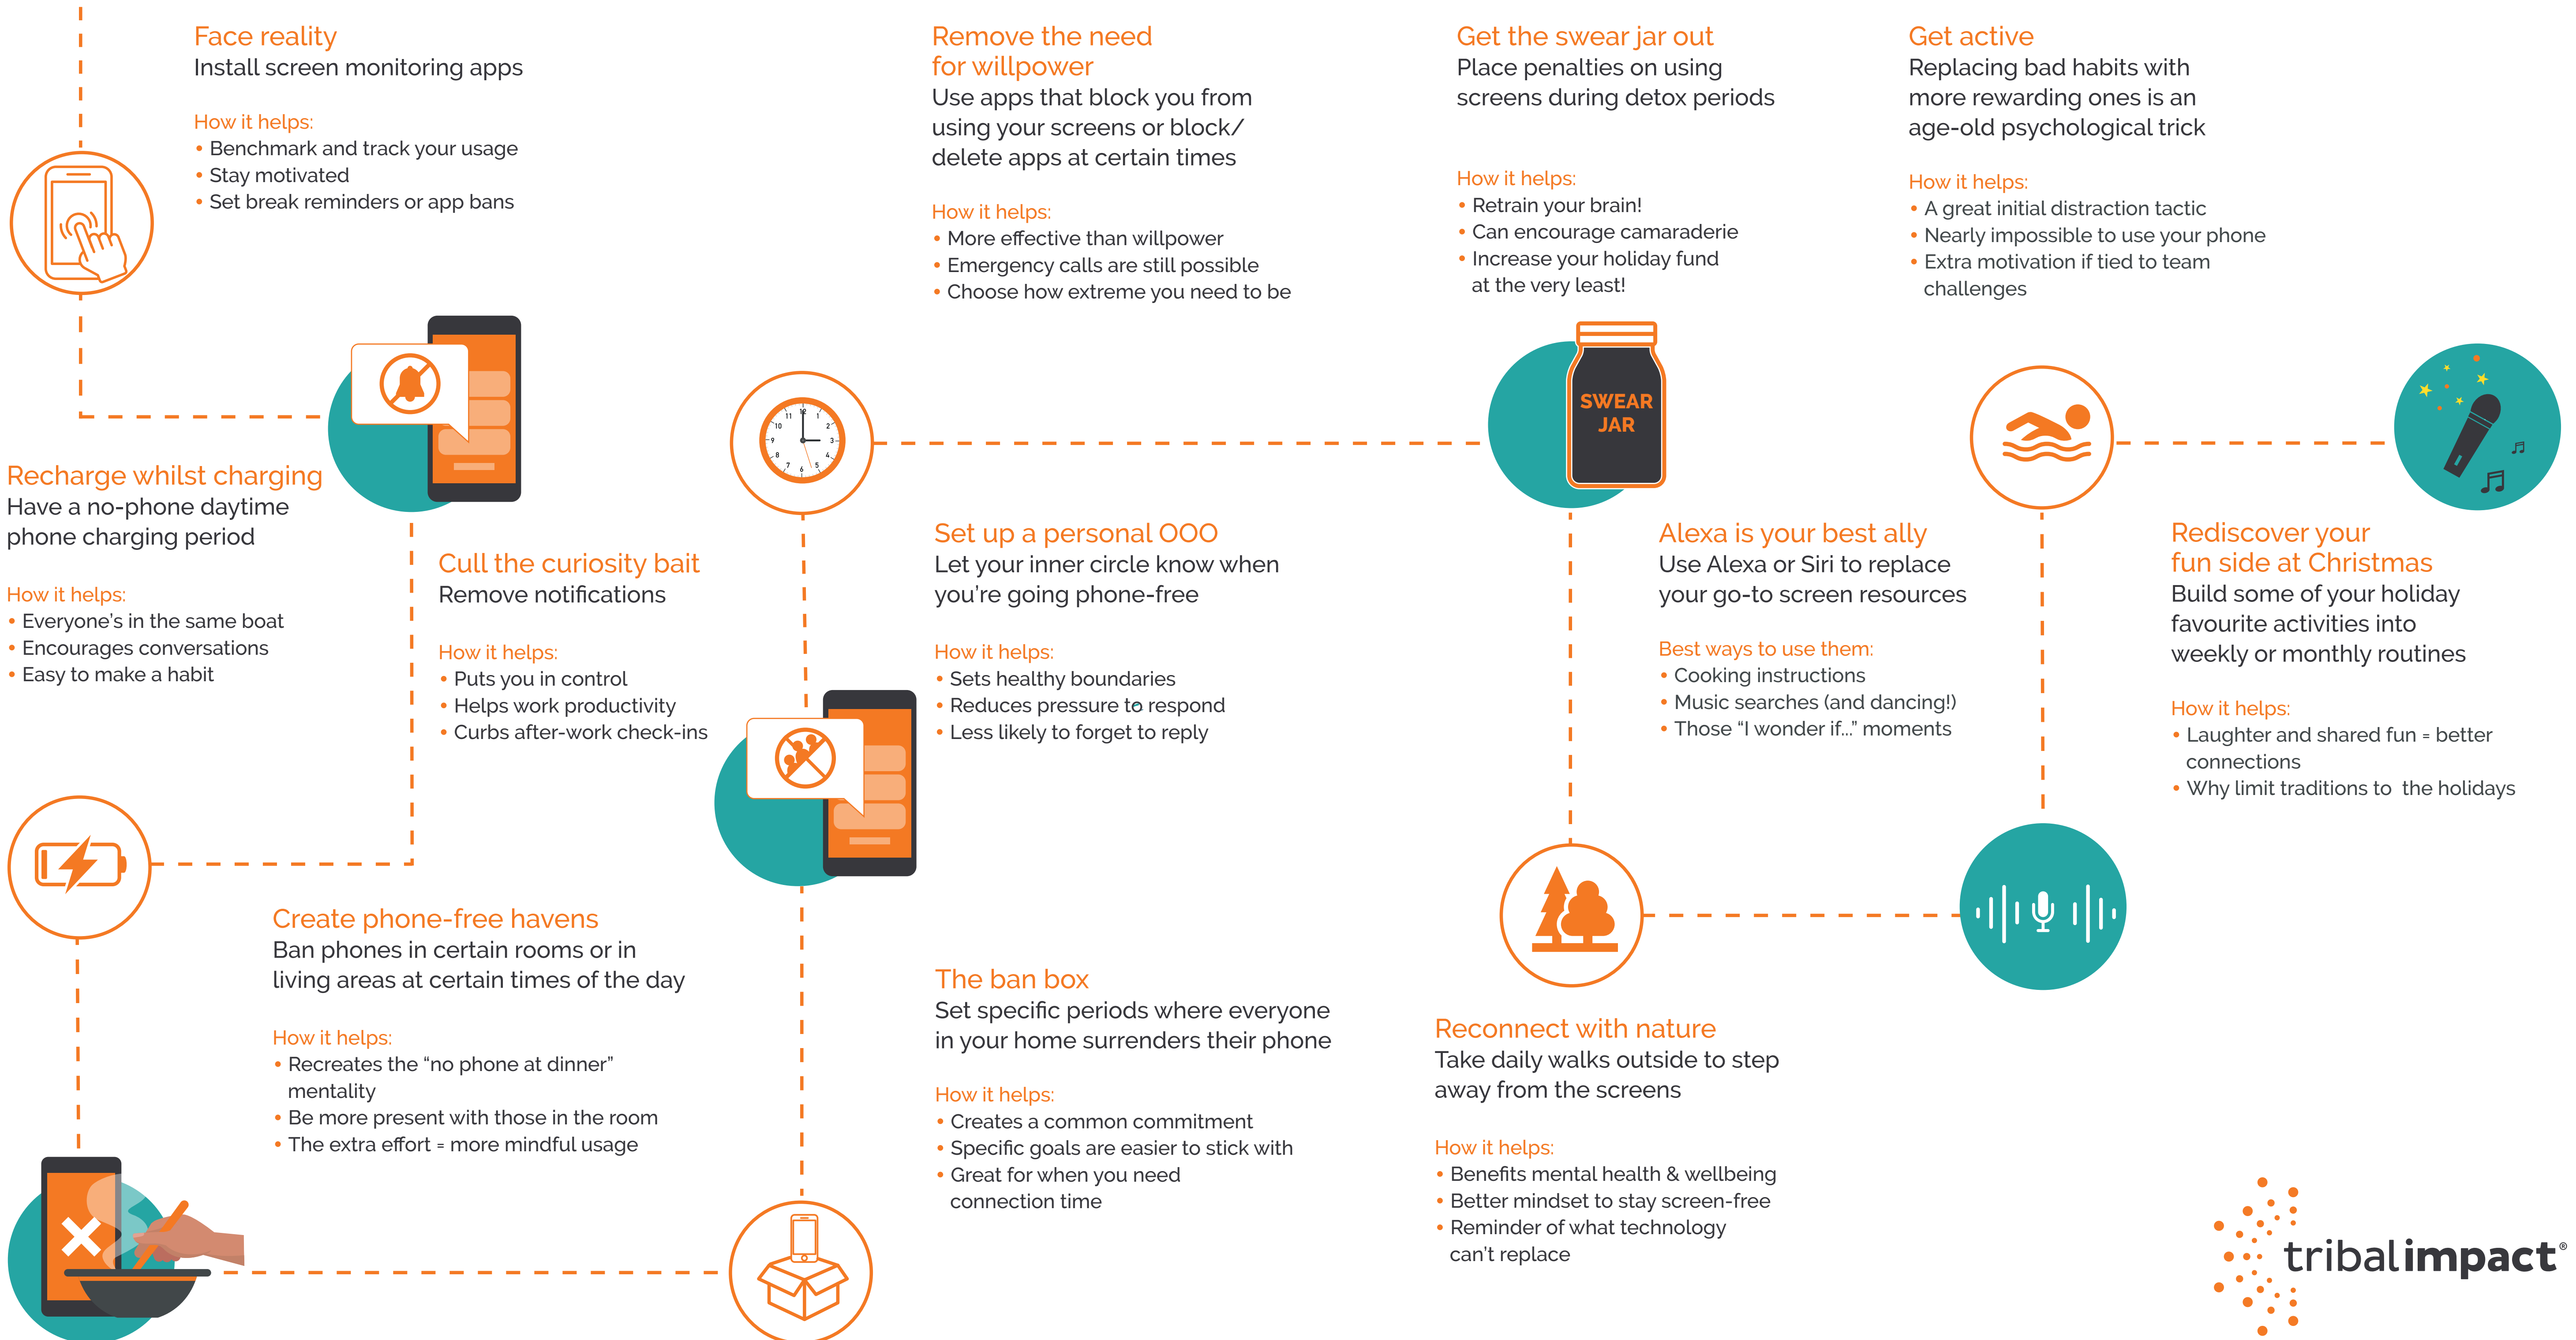 Face reality
Install screen monitoring apps
How it helps:
• Benchmark and track your usage
• Stay motivated
• Set break reminders or app bans
Cull the curiosity bait
Remove notifications
How it helps:
• Puts you in control
• Helps work productivity
• Curbs after-work check-ins
Recharge whilst charging
Have a no-phone daytime
phone charging period
How it helps:
• Everyone's in the same boat
• Encourages conversations
• Easy to make a habit
Create phone-free havens
Ban phones in certain rooms or in
living areas at certain times of the day
How it helps:
• Recreates the “no phone at dinner”
mentality
• Be more present with those in the room
• The extra effort = more mindful usage
The ban box
Set specific periods where everyone
in your home surrenders their phone
How it helps:
• Creates a common commitment
• Specific goals are easier to stick with
• Great for when you need
connection time
Set up a personal OOO
Let your inner circle know when
you're going phone-free
How it helps:
• Sets healthy boundaries
• Reduces pressure to respond
• Less likely to forget to reply
Remove the need
for willpower
Use apps that block you from
using your screens or block/
delete apps at certain times
How it helps:
• More effective than willpower
• Emergency calls are still possible
• Choose how extreme you need to be
12
1
2
3
4
5
6
7
8
9
10
11
Get the swear jar out
Place penalties on using
screens during detox periods
How it helps:
• Retrain your brain!
• Can encourage camaraderie
• Increase your holiday fund
at the very least!
SWEAR
JAR
Reconnect with nature
Take daily walks outside to step
away from the screens
How it helps:
• Benefits mental health & wellbeing
• Better mindset to stay screen-free
• Reminder of what technology
can't replace
Alexa is your best ally
Use Alexa or Siri to replace
your go-to screen resources
Best ways to use them:
• Cooking instructions
• Music searches (and dancing!)
• Those “I wonder if...” moments
Get active
Replacing bad habits with
more rewarding ones is an
age-old psychological trick
How it helps:
• A great initial distraction tactic
• Nearly impossible to use your phone
• Extra motivation if tied to team
challenges
Rediscover your
fun side at Christmas
Build some of your holiday
favourite activities into
weekly or monthly routines
How it helps:
• Laughter and shared fun = better
connections
• Why limit traditions to the holidays
tribalimpact®